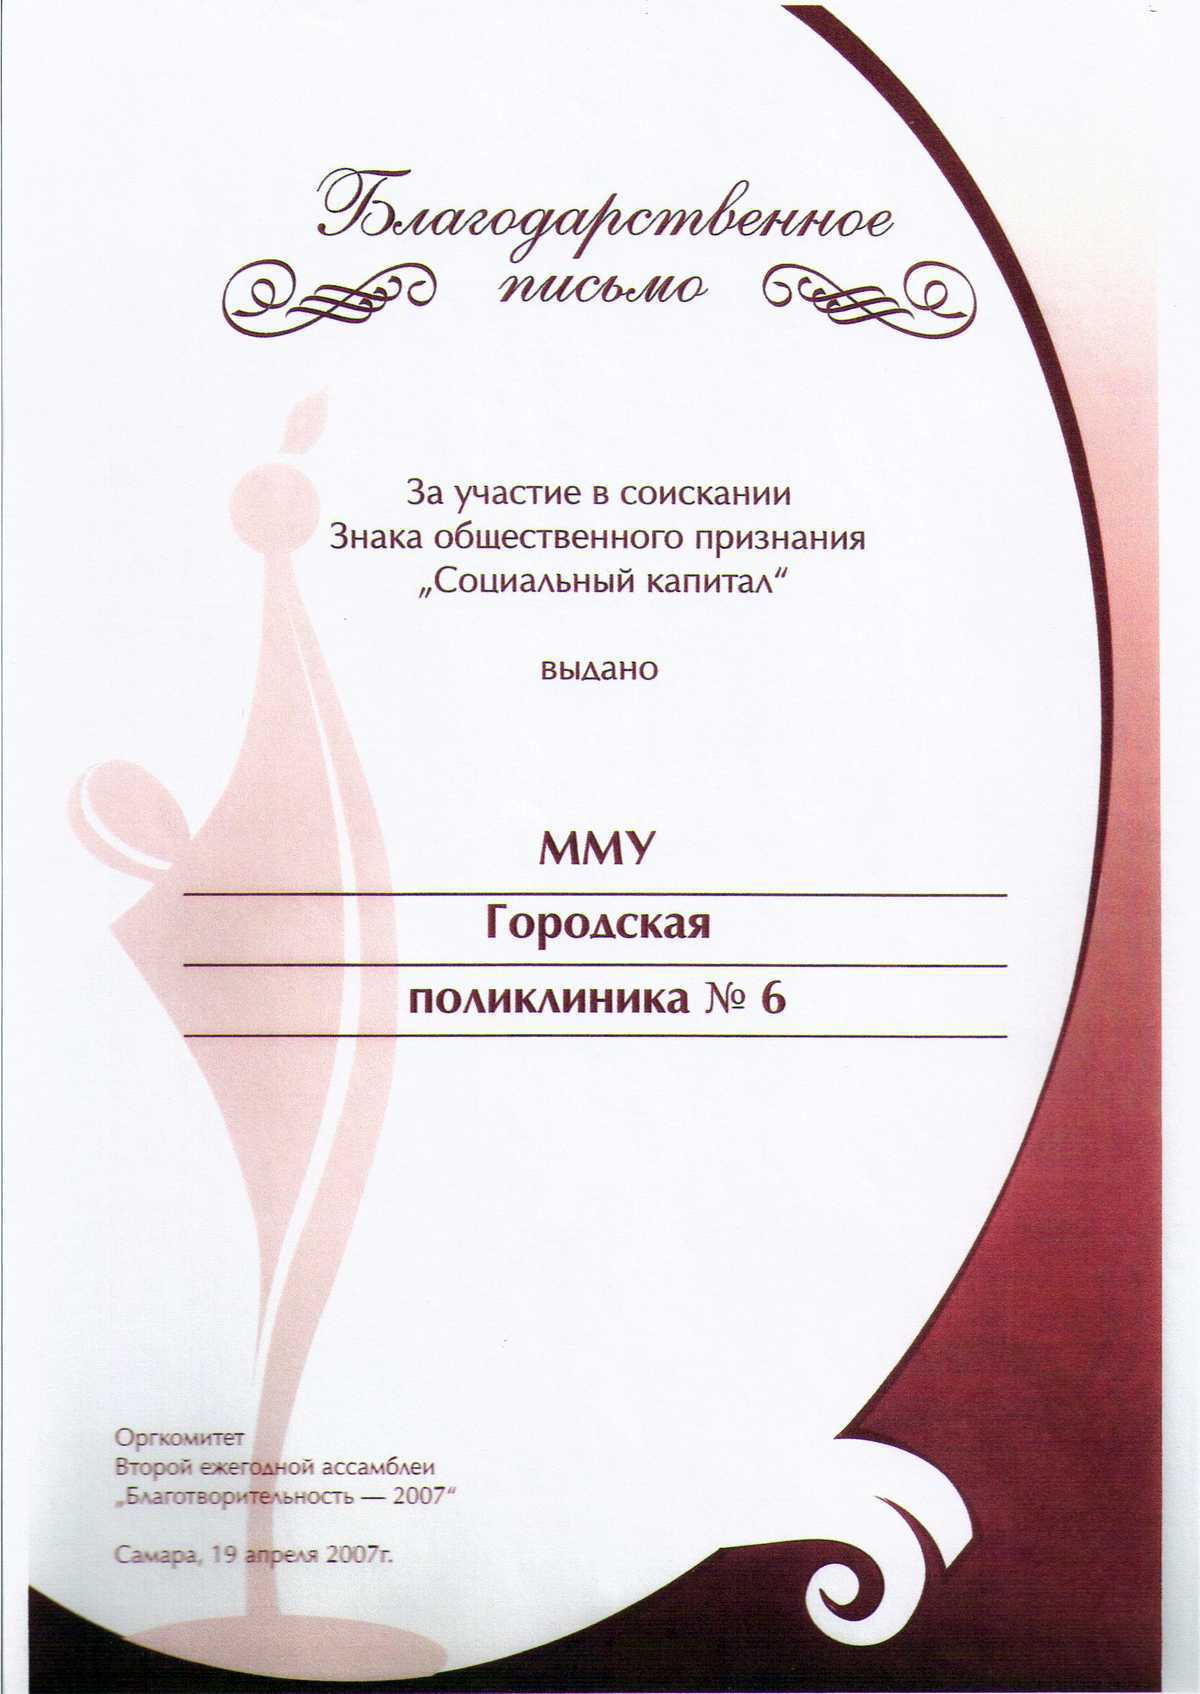 Благодарственное
письмо
За участие в соискании
Знака общественного признания
„Социальный капитал“
выдано
ММУ
Городская
поликлиника № 6
Оргкомитет
Второй ежегодной ассамблеи
„Благотворительность — 2007“
Самара, 19 апреля 2007г.